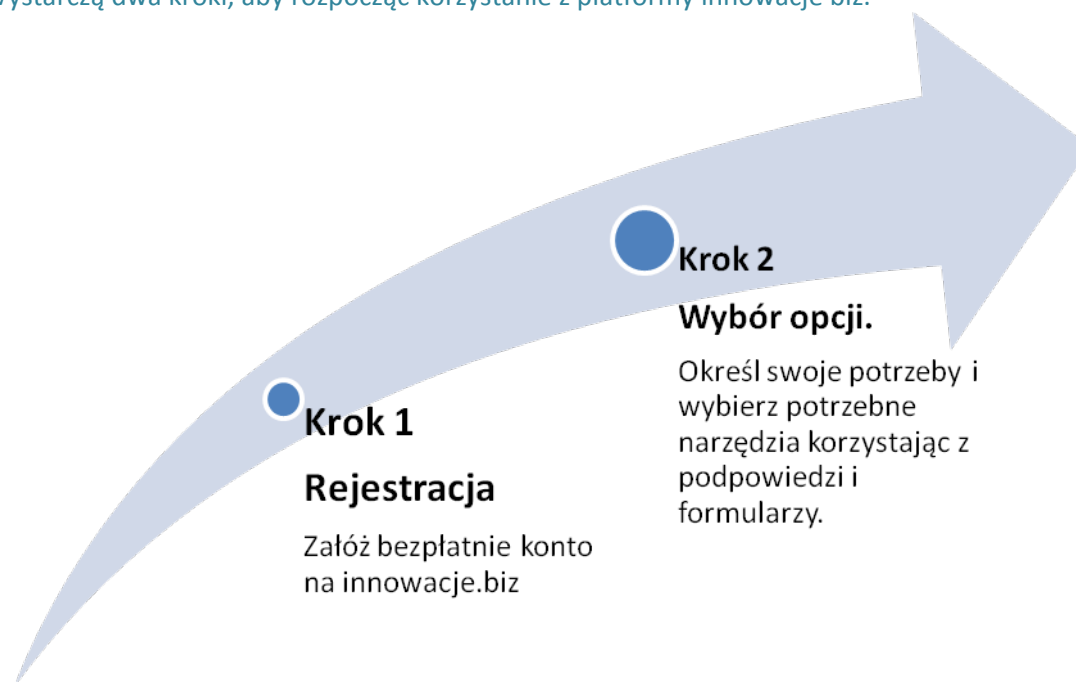 Wystarczą dwa kroki, aby rozpocząć korzystanie z platformy innowacje biz.
Krok 1
Rejestracja
Załóż bezpłatnie konto
na innowacje.biz
Krok 2
Wybór opcji.
Określ swoje potrzeby i
wybierz potrzebne
narzędzia korzystając z
podpowiedzi i
formularzy.